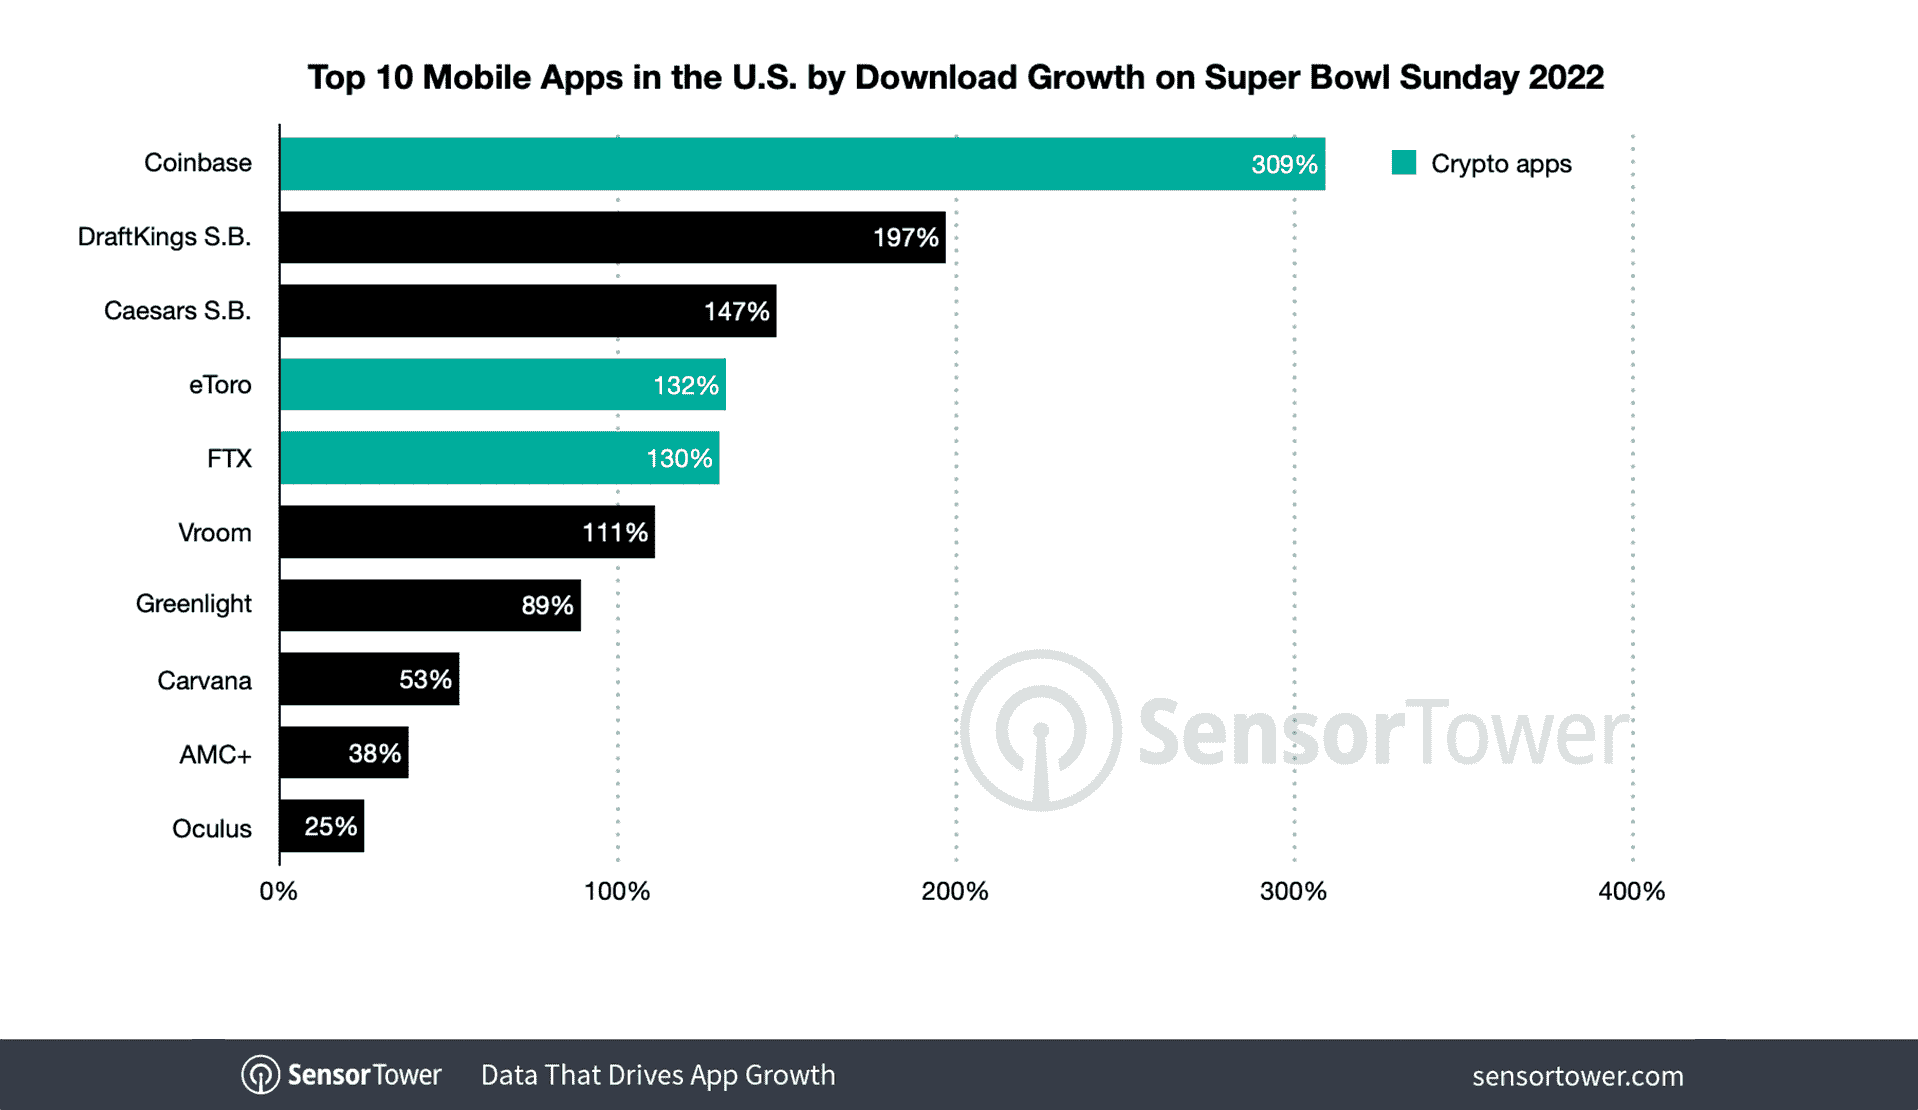 Top 10 Mobile Apps in the U.S. by Download Growth on Super Bowl Sunday 2022
Coinbase 309%
Crypto apps
DraftKings S.B. 197%
Caesars S.B. 147%
eToro 132%
FTX 130%
Vroom 111%
Greenlight 89%
Carvana 53%
AMC+ 38%
Oculus 25%
SensorTower
0% 100% 200% 300% 400%
SensorTower Data That Drives App Growth sensortower.com